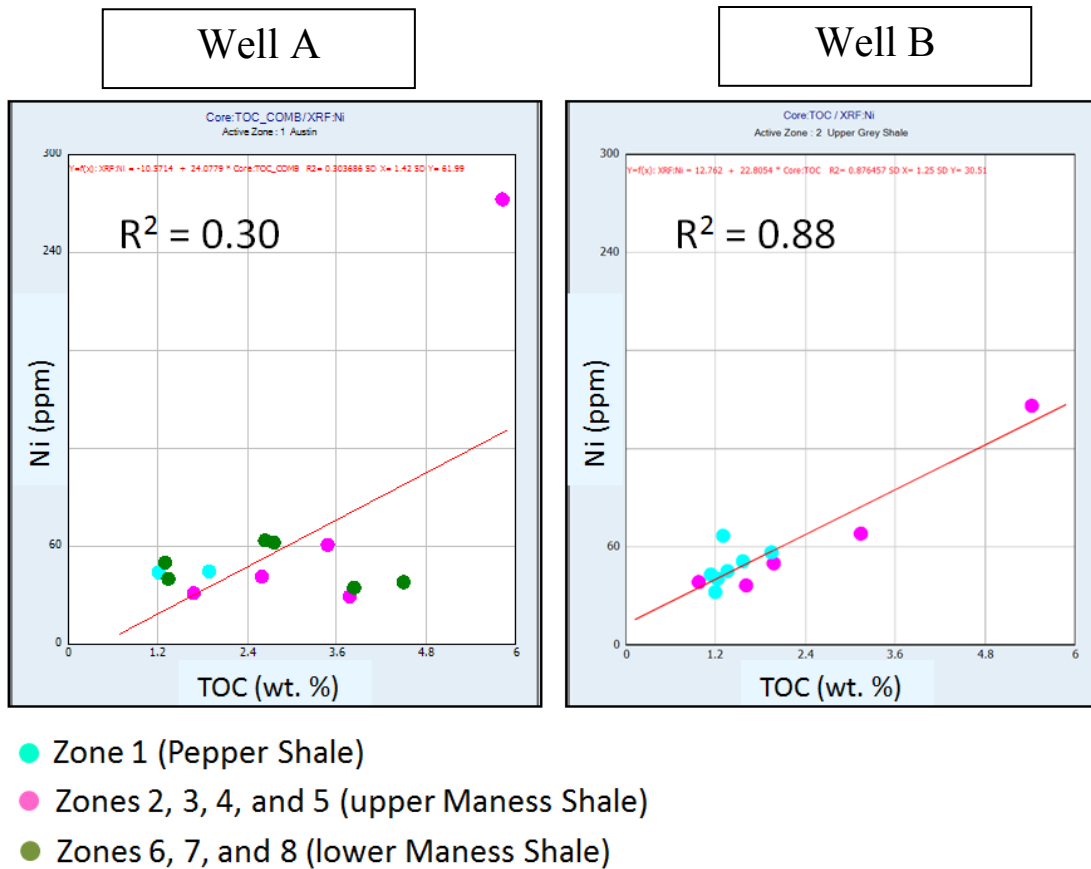 Well A
Well B
Core:TOC_COMB/XRF:Ni
Active Zone : 1 Austin
Y=f(x): XRF:Ni = -10.5714 + 24.0779 * Core:TOC_COMB R2= 0.303686 SD X= 1.42 SD Y= 61.99
R² = 0.30
300
240
60
0
Ni (ppm)
0 1.2 2.4 3.6 4.8 6
TOC (wt. %)
Core:TOC / XRF:Ni
Active Zone : 2 Upper Grey Shale
Y=f(x): XRF:Ni = 12.762 + 22.8054 * Core:TOC R2= 0.876457 SD X= 1.25 SD Y= 30.51
R² = 0.88
300
240
60
0
Ni (ppm)
0 1.2 2.4 3.6 4.8 6
TOC (wt. %)
Zone 1 (Pepper Shale)
Zones 2, 3, 4, and 5 (upper Maness Shale)
Zones 6, 7, and 8 (lower Maness Shale)